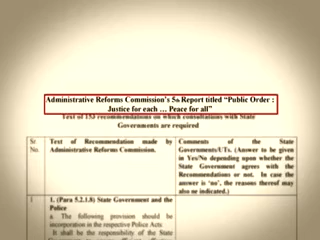 Administrative Reforms Commission's 5th Report titled "Public Order :
Justice for each ... Peace for all"
Text of 153 recommendations on which consultations with State
Governments are required
Sr. No.
Text of Recommendation made by Administrative Reforms Commission.
Comments of the State Governments/UTs. (Answer to be given in Yes/No depending upon whether the State Government agrees with the Recommendations or not. In case the answer is 'no', the reasons thereof may also be indicated.)
1
1. (Para 5.2.1.8) State Government and the Police
a. The following provision should be incorporated in the respective Police Acts:
It shall be the responsibility of the State